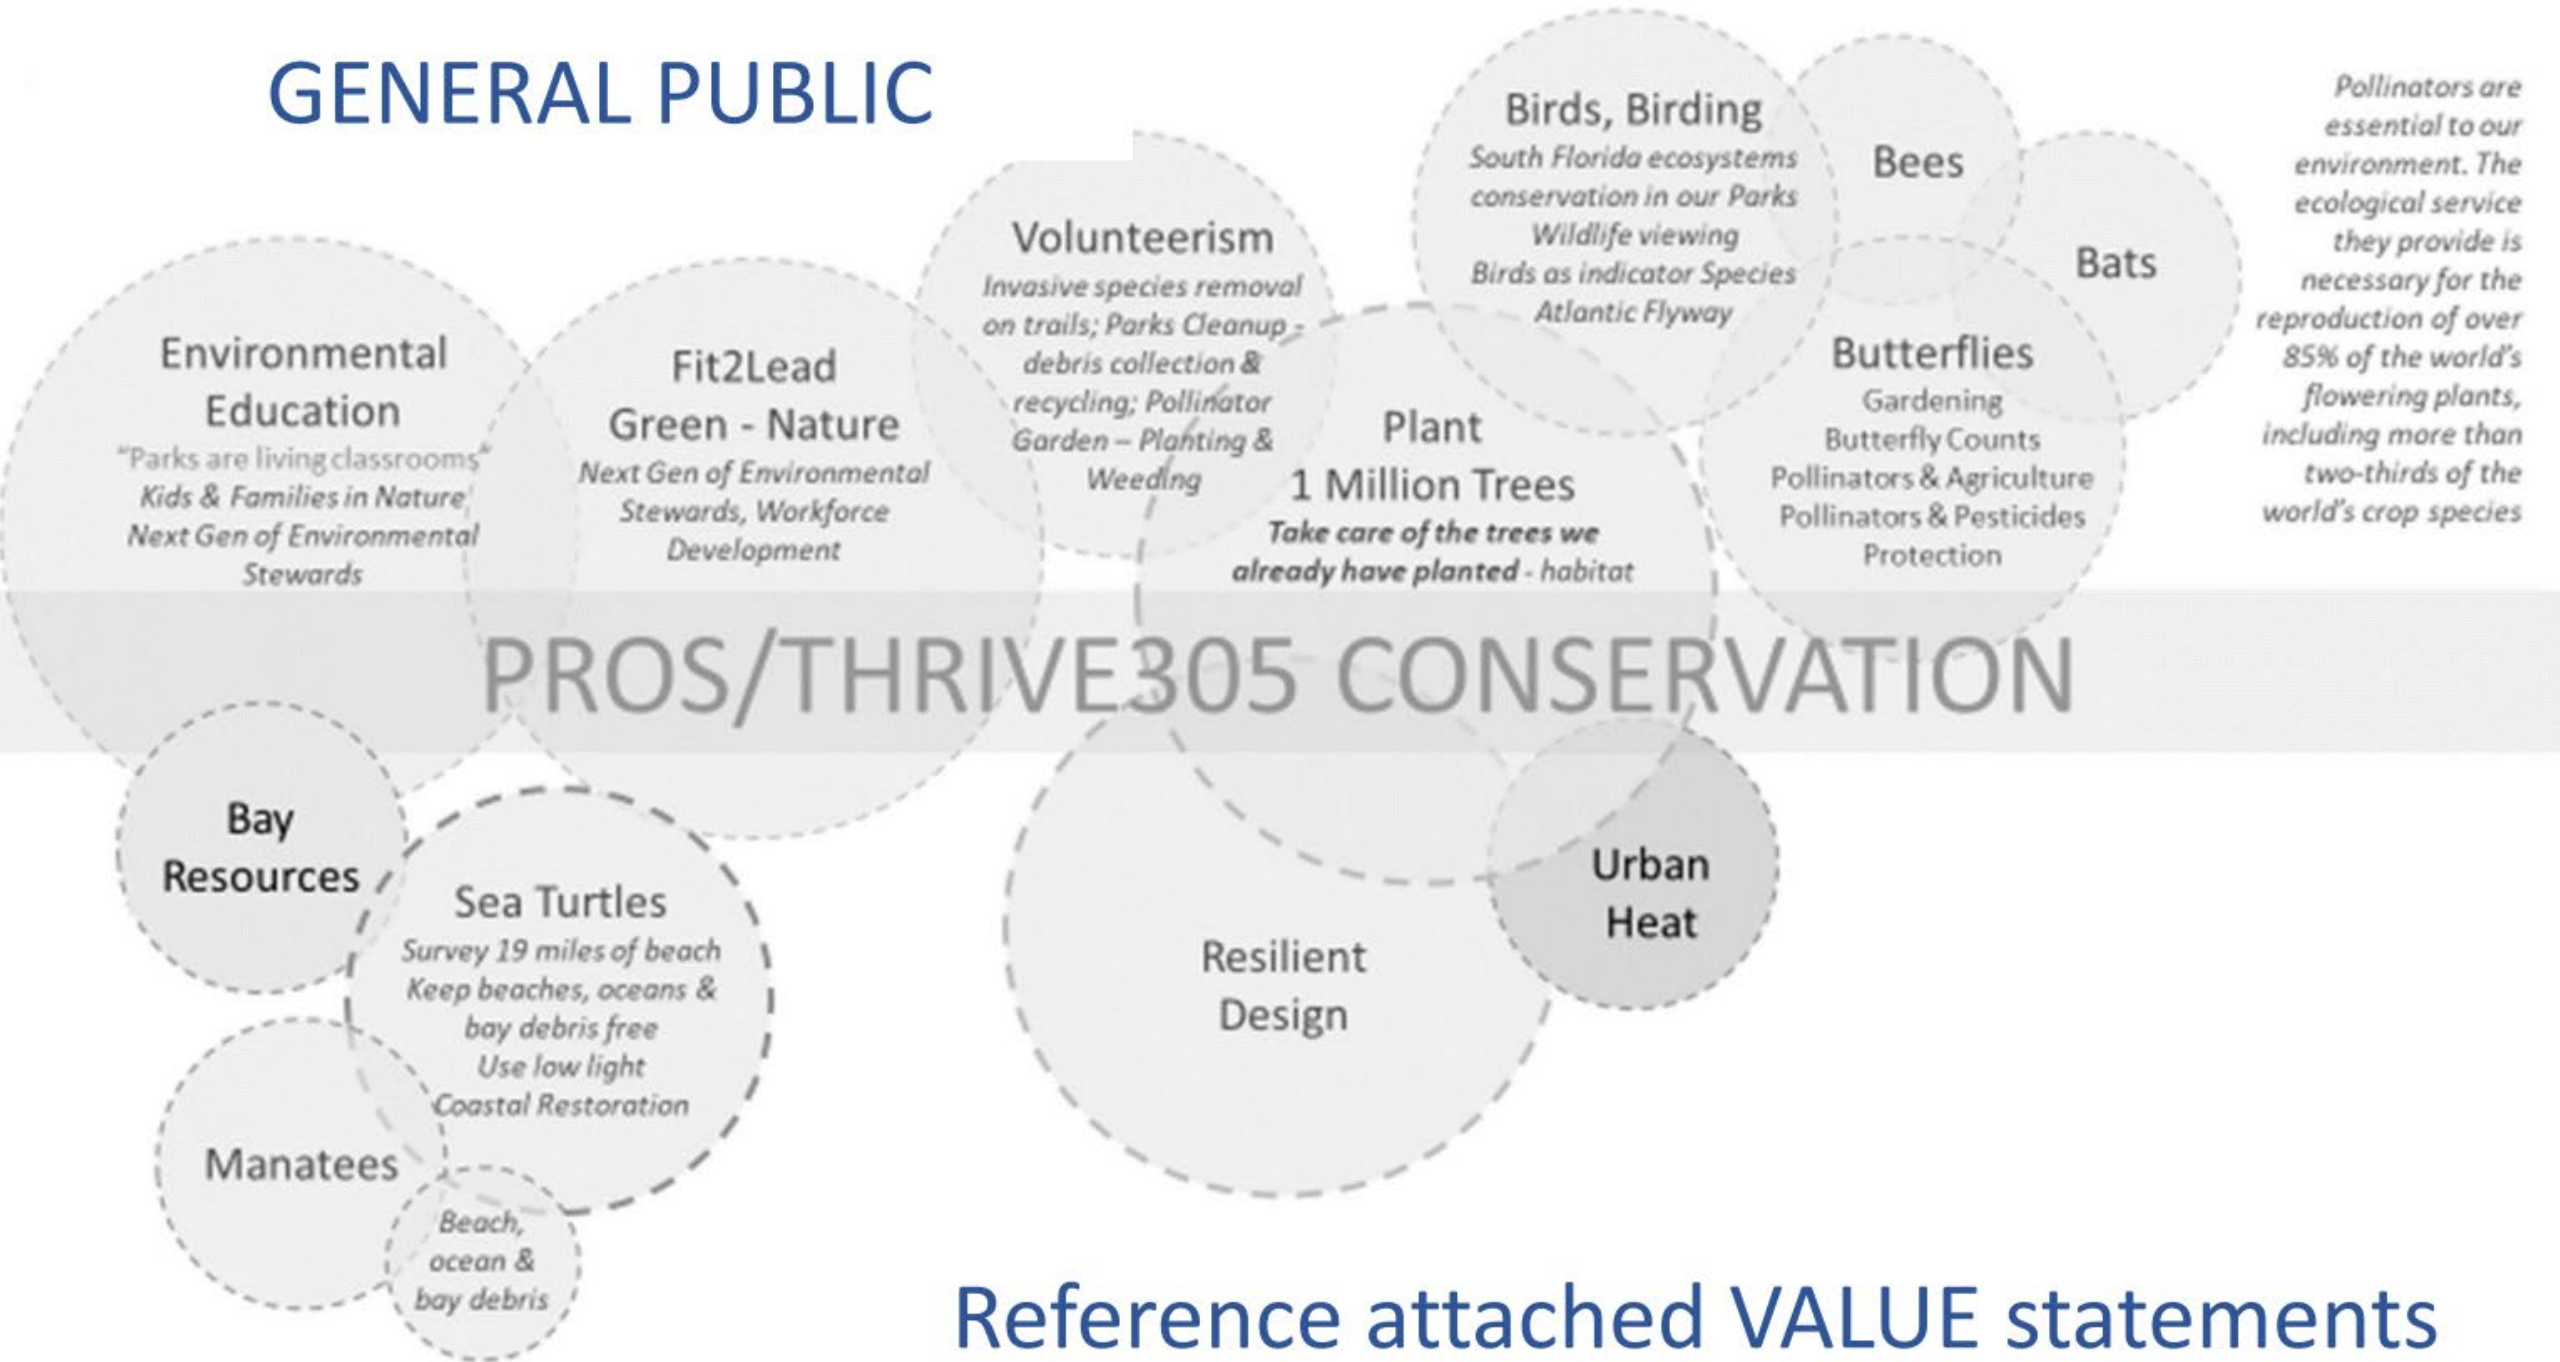 GENERAL PUBLIC
Environmental
Education
"Parks are living classrooms"
Kids & Families in Nature
Next Gen of Environmental
Stewards
Fit2Lead
Green - Nature
Next Gen of Environmental
Stewards, Workforce
Development
Volunteerism
Invasive species removal
on trails; Parks Cleanup -
debris collection &
recycling; Pollinator
Garden – Planting &
Weeding
Plant
1 Million Trees
Take care of the trees we
already have planted - habitat
Birds, Birding
South Florida ecosystems
conservation in our Parks
Wildlife viewing
Birds as indicator Species
Atlantic Flyway
Bees
Bats
Butterflies
Gardening
Butterfly Counts
Pollinators & Agriculture
Pollinators & Pesticides
Protection
Pollinators are
essential to our
environment. The
ecological service
they provide is
necessary for the
reproduction of over
85% of the world's
flowering plants,
including more than
two-thirds of the
world's crop species
PROS/THRIVE305 CONSERVATION
Bay
Resources
Sea Turtles
Survey 19 miles of beach
Keep beaches, oceans &
bay debris free
Use low light
Coastal Restoration
Manatees
Beach,
ocean &
bay debris
Resilient
Design
Urban
Heat
Reference attached VALUE statements